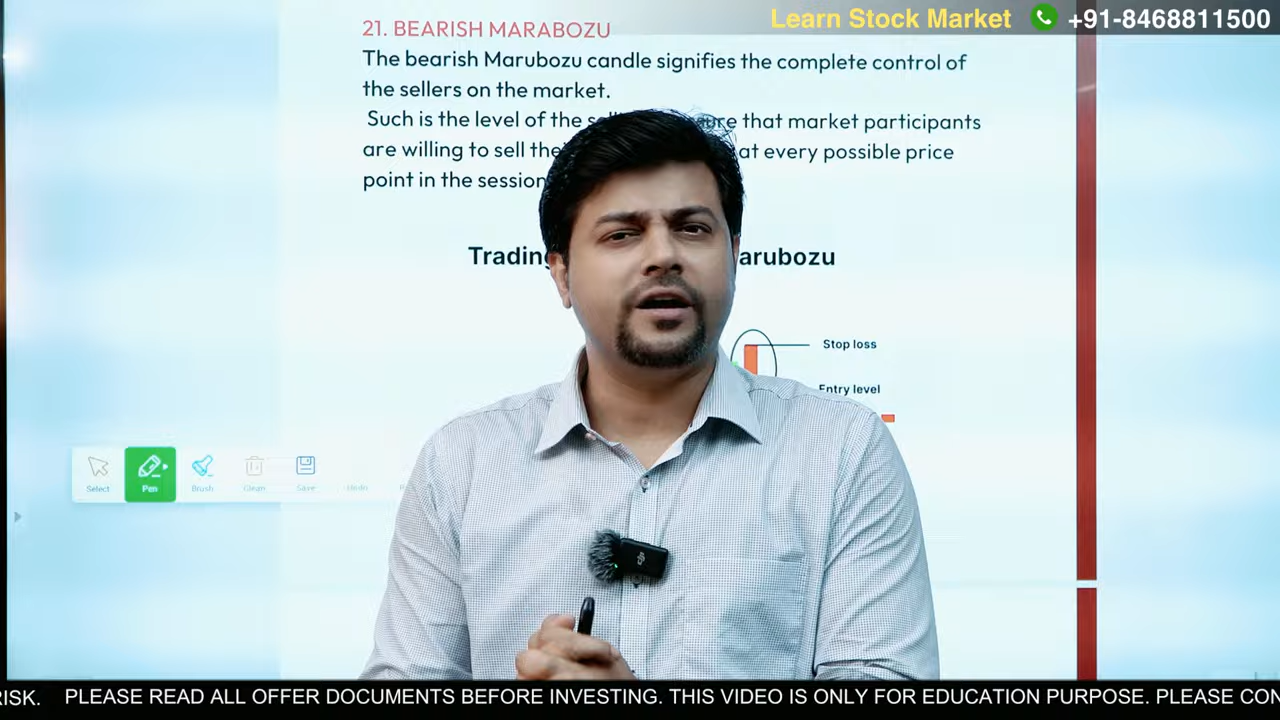 Learn Stock Market +91-8468811500
21. BEARISH MARABOZU
The bearish Marubozu candle signifies the complete control of
the sellers on the market.
Such is the level of the that market participants
are willing to sell at every possible price
point in the session
Trading arubozu
Stop loss
Entry level
Select Pen Brush Clean Save Undo
RISK. PLEASE READ ALL OFFER DOCUMENTS BEFORE INVESTING. THIS VIDEO IS ONLY FOR EDUCATION PURPOSE. PLEASE CON